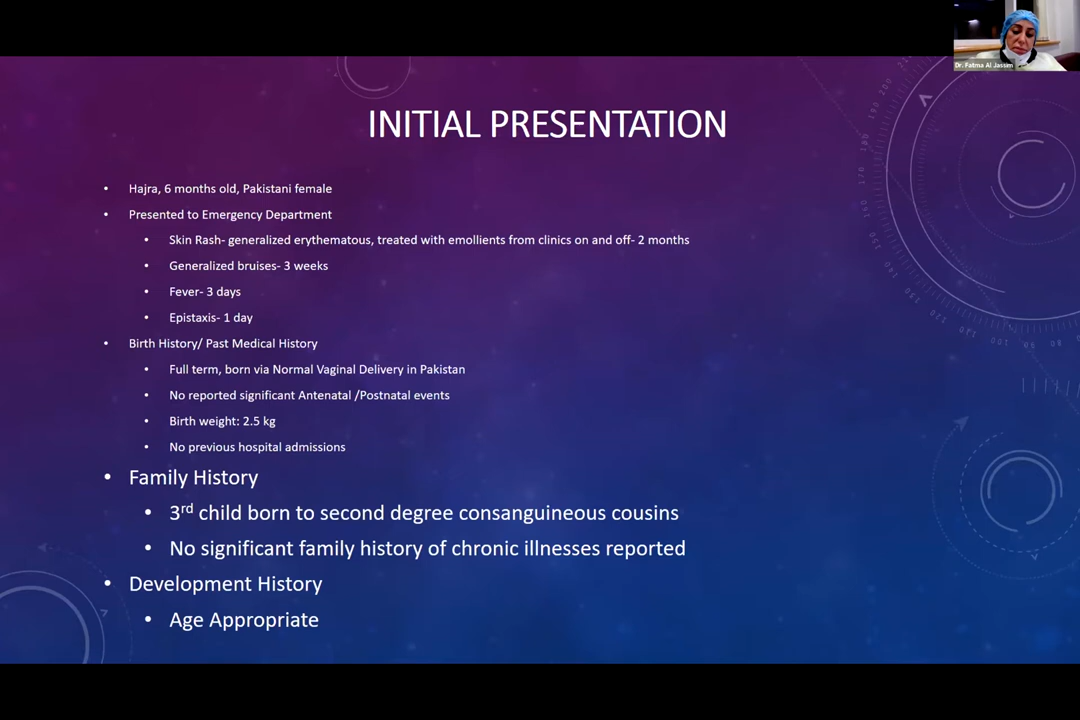 Dr. Fatma Al Jassim
INITIAL PRESENTATION
• Hajra, 6 months old, Pakistani female
• Presented to Emergency Department
• Skin Rash- generalized erythematous, treated with emollients from clinics on and off- 2 months
• Generalized bruises- 3 weeks
• Fever- 3 days
• Epistaxis- 1 day
• Birth History/ Past Medical History
• Full term, born via Normal Vaginal Delivery in Pakistan
• No reported significant Antenatal /Postnatal events
• Birth weight: 2.5 kg
• No previous hospital admissions
• Family History
• 3rd child born to second degree consanguineous cousins
• No significant family history of chronic illnesses reported
• Development History
• Age Appropriate